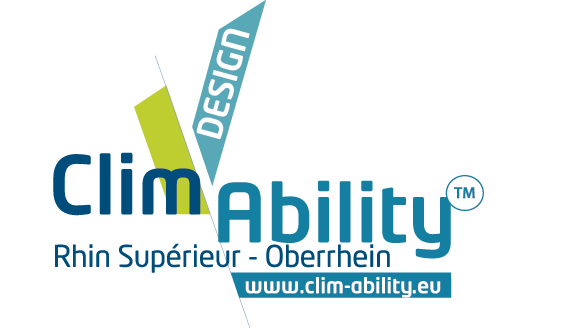 DESIGN
Clim
Ability™
Rhin Supérieur - Oberrhein
www.clim-ability.eu